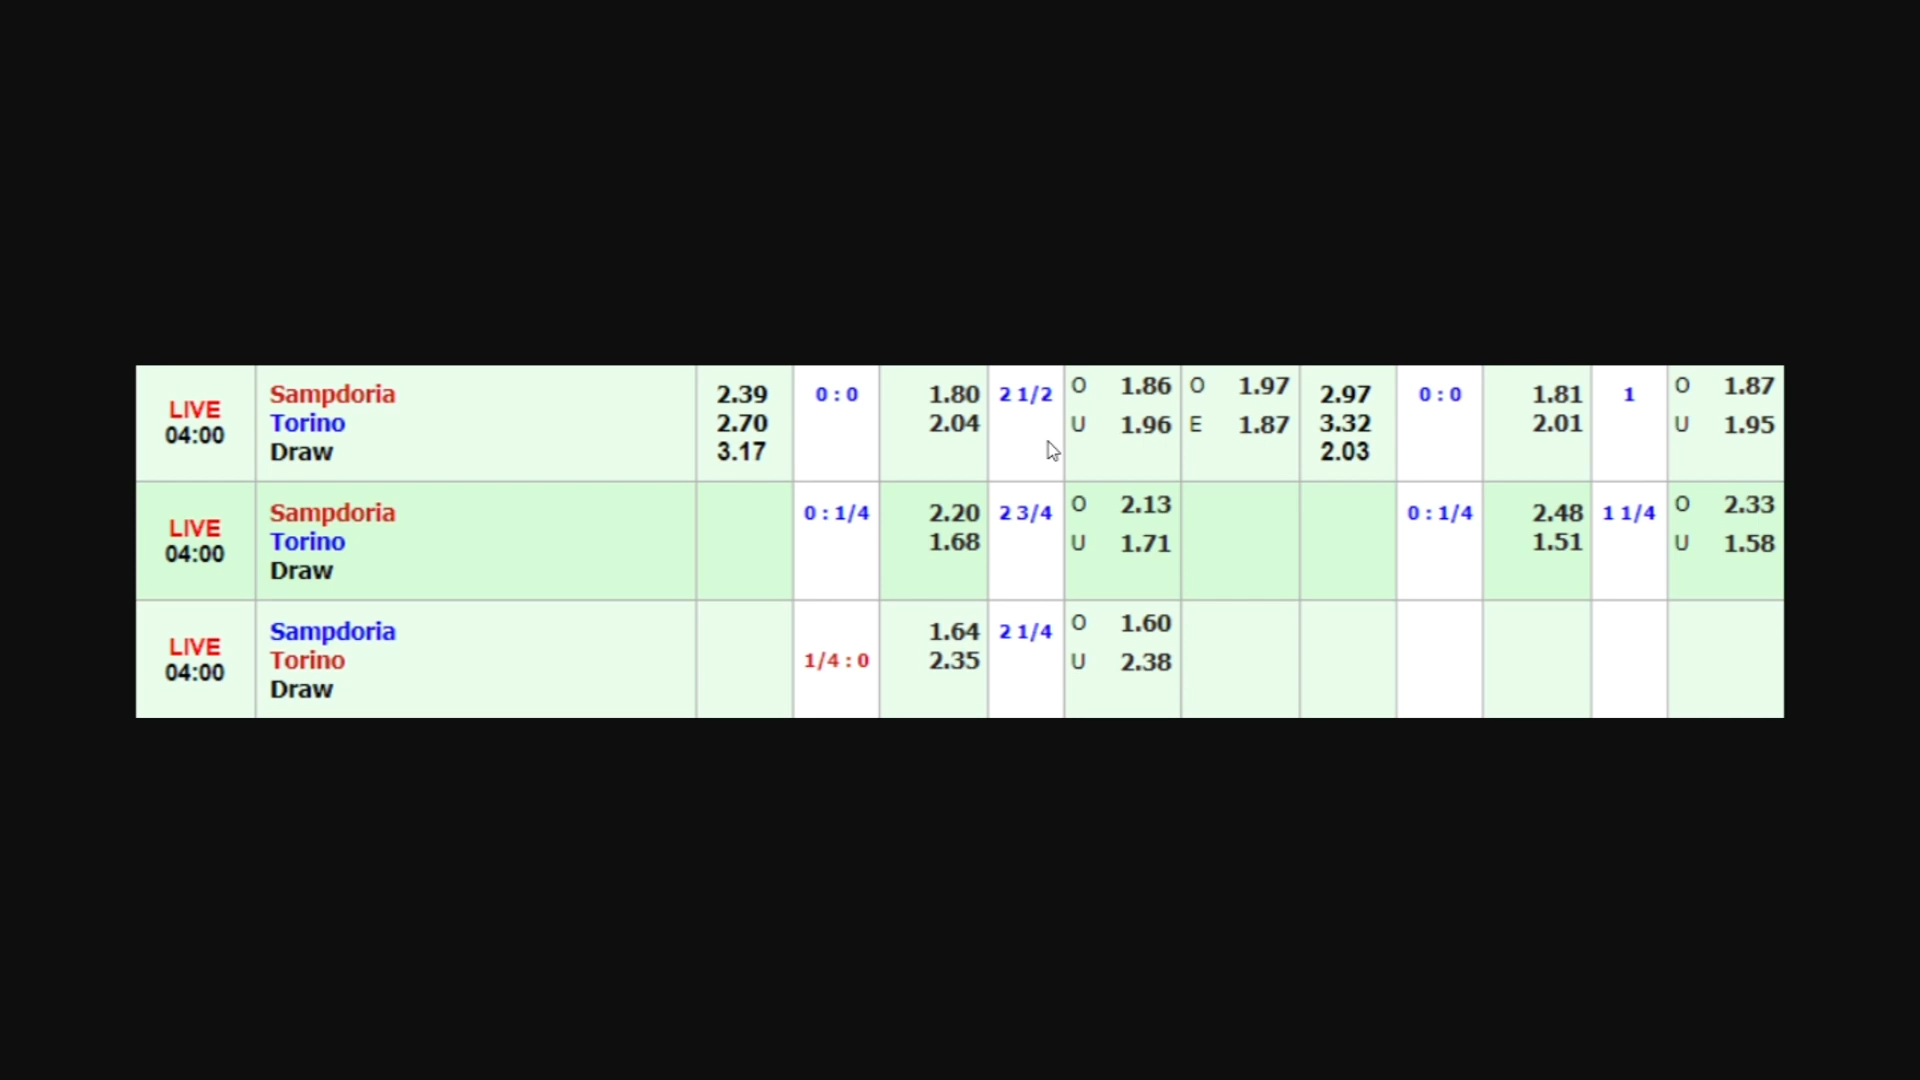 LIVE 04:00 Sampdoria Torino Draw 2.39 2.70 3.17 0 : 0 1.80 2.04 2 1/2 O 1.86 U 1.96 O 1.97 E 1.87 2.97 3.32 2.03 0 : 0 1.81 2.01 1 O 1.87 U 1.95
LIVE 04:00 Sampdoria Torino Draw 0 : 1/4 2.20 1.68 2 3/4 O 2.13 U 1.71 0 : 1/4 2.48 1.51 1 1/4 O 2.33 U 1.58
LIVE 04:00 Sampdoria Torino Draw 1/4 : 0 1.64 2.35 2 1/4 O 1.60 U 2.38